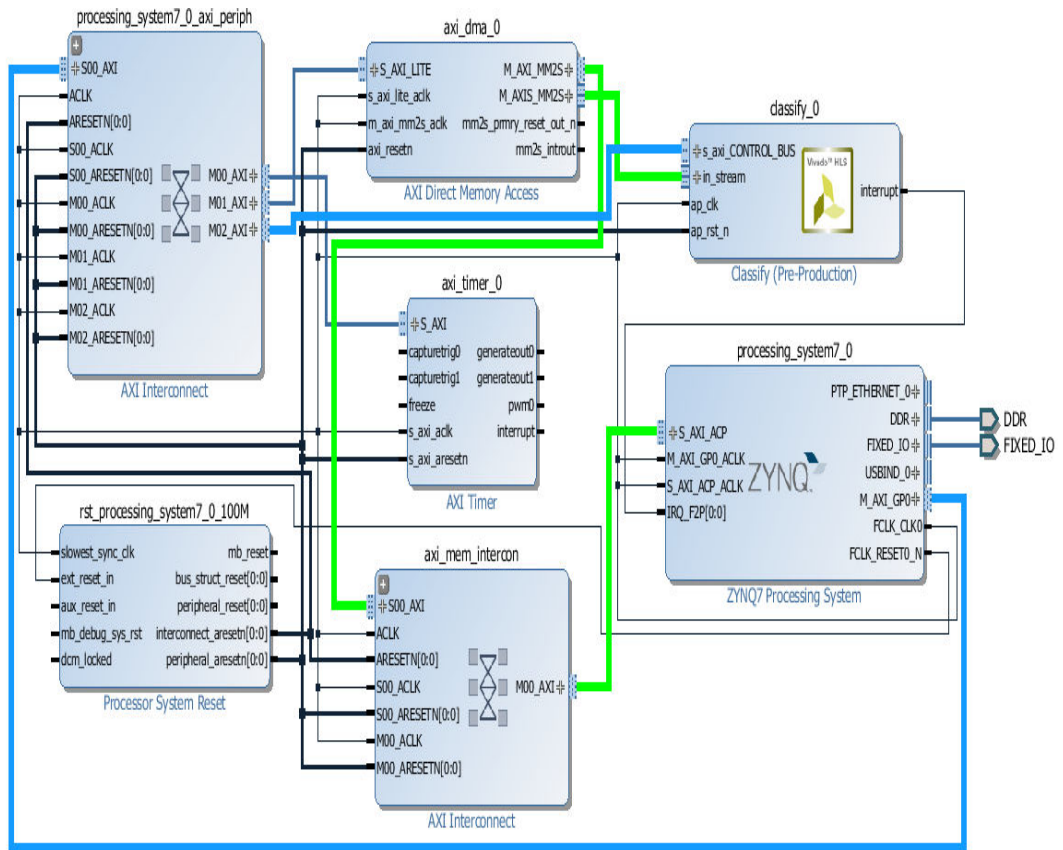 processing_system7_0_axi_periph
S00_AXI
ACLK
ARESETN[0:0]
S00_ACLK
S00_ARESETN[0:0]
M00_ACLK
M00_ARESETN[0:0]
M01_ACLK
M01_ARESETN[0:0]
M02_ACLK
M02_ARESETN[0:0]
M00_AXI
M01_AXI
M02_AXI
AXI Interconnect
axi_dma_0
S_AXI_LITE
s_axi_lite_aclk
m_axi_mm2s_aclk
axi_resetn
M_AXI_MM2S
M_AXIS_MM2S
mm2s_prmry_reset_out_n
mm2s_introut
AXI Direct Memory Access
classify_0
s_axi_CONTROL_BUS
in_stream
ap_clk
ap_rst_n
Vivado™ HLS
interrupt
Classify (Pre-Production)
axi_timer_0
S_AXI
capturetrig0
capturetrig1
freeze
s_axi_aclk
s_axi_aresetn
generateout0
generateout1
pwm0
interrupt
AXI Timer
processing_system7_0
S_AXI_ACP
M_AXI_GP0_ACLK
S_AXI_ACP_ACLK
IRQ_F2P[0:0]
ZYNQ.
PTP_ETHERNET_0
DDR
FIXED_IO
USBIND_0
M_AXI_GP0
FCLK_CLK0
FCLK_RESET0_N
ZYNQ7 Processing System
DDR
FIXED_IO
rst_processing_system7_0_100M
slowest_sync_clk
ext_reset_in
aux_reset_in
mb_debug_sys_rst
dcm_locked
mb_reset
bus_struct_reset[0:0]
peripheral_reset[0:0]
interconnect_aresetn[0:0]
peripheral_aresetn[0:0]
Processor System Reset
axi_mem_intercon
S00_AXI
ACLK
ARESETN[0:0]
S00_ACLK
S00_ARESETN[0:0]
M00_ACLK
M00_ARESETN[0:0]
M00_AXI
AXI Interconnect